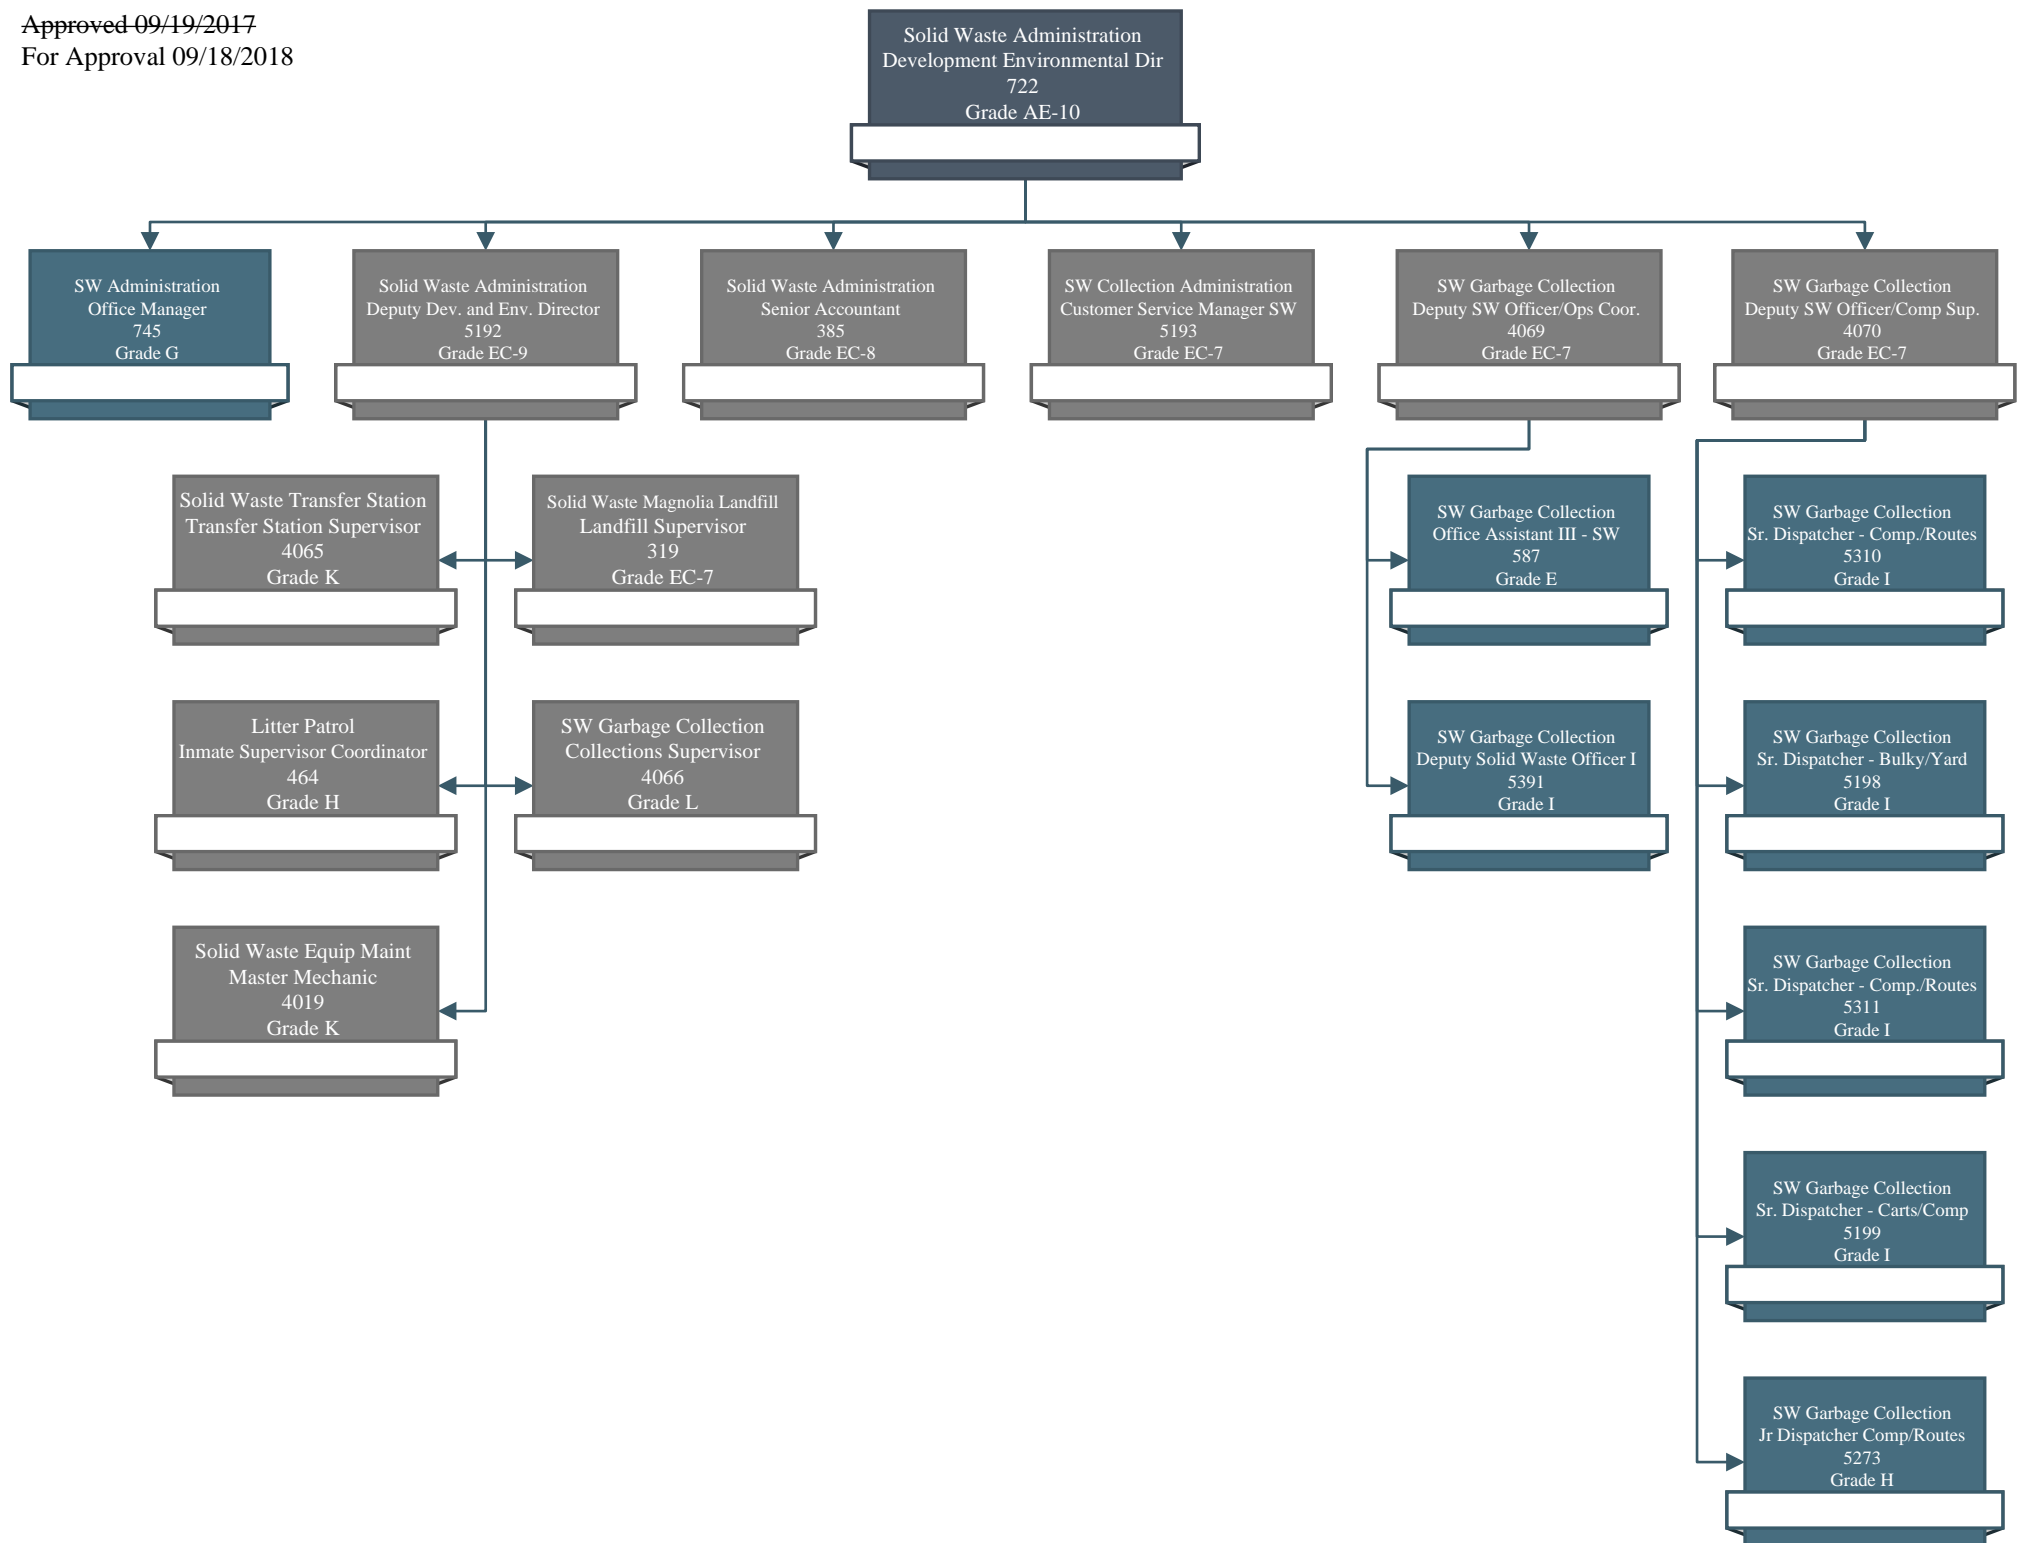 Approved 09/19/2017
For Approval 09/18/2018
Solid Waste Administration
Development Environmental Dir
722
Grade AE-10
SW Administration
Office Manager
745
Grade G
Solid Waste Administration
Deputy Dev. and Env. Director
5192
Grade EC-9
Solid Waste Administration
Senior Accountant
385
Grade EC-8
SW Collection Administration
Customer Service Manager SW
5193
Grade EC-7
SW Garbage Collection
Deputy SW Officer/Ops Coor.
4069
Grade EC-7
SW Garbage Collection
Deputy SW Officer/Comp Sup.
4070
Grade EC-7
Solid Waste Transfer Station
Transfer Station Supervisor
4065
Grade K
Solid Waste Magnolia Landfill
Landfill Supervisor
319
Grade EC-7
SW Garbage Collection
Office Assistant III - SW
587
Grade E
SW Garbage Collection
Sr. Dispatcher - Comp./Routes
5310
Grade I
Litter Patrol
Inmate Supervisor Coordinator
464
Grade H
SW Garbage Collection
Collections Supervisor
4066
Grade L
SW Garbage Collection
Deputy Solid Waste Officer I
5391
Grade I
SW Garbage Collection
Sr. Dispatcher - Bulky/Yard
5198
Grade I
Solid Waste Equip Maint
Master Mechanic
4019
Grade K
SW Garbage Collection
Sr. Dispatcher - Comp./Routes
5311
Grade I
SW Garbage Collection
Sr. Dispatcher - Carts/Comp
5199
Grade I
SW Garbage Collection
Jr Dispatcher Comp/Routes
5273
Grade H